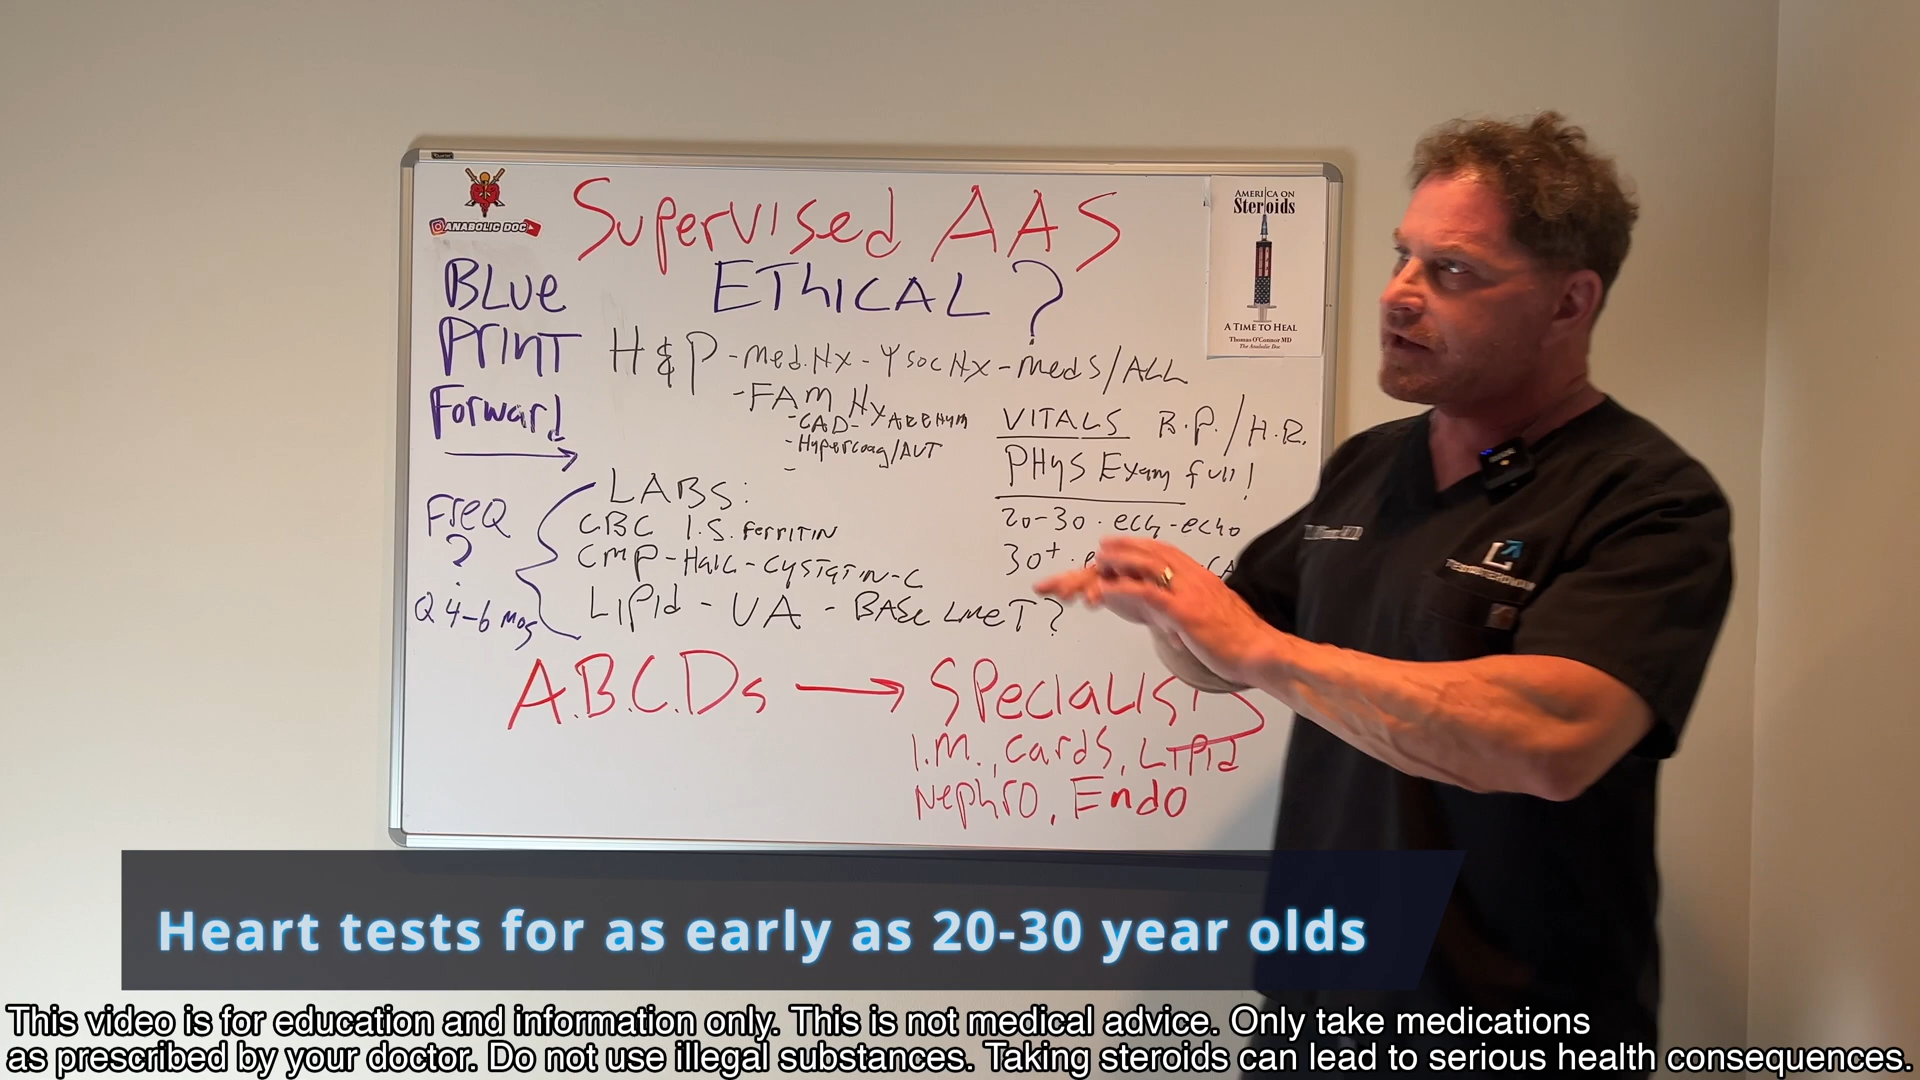 ANABOLIC DOC
Supervised AAS
ETHICAL ?
BLUE
PRINT
Forward
H & P - med.Hx - ψ soc Hx - meds/ALL
- FAM Hx
- CAD - ARRHYM
- Hypercoag/AUT
-
VITALS B.P./H.R.
PHYS Exam full!
20-30 · ECG - echo
30+ ·
FREQ
?
Q 4-6 mos
LABS:
CBC I.S. Ferritin
CMP - HaIC - CYSTATIN-C
Lipid - UA - BASE LINE T?
A.B.C.Ds → Specialists
I.M., Cards, Lipid
Nephro, Endo
AMERICA ON
Steroids
A TIME TO HEAL
Thomas O'Connor MD
The Anabolic Doc
Heart tests for as early as 20-30 year olds
This video is for education and information only. This is not medical advice. Only take medications
as prescribed by your doctor. Do not use illegal substances. Taking steroids can lead to serious health consequences.